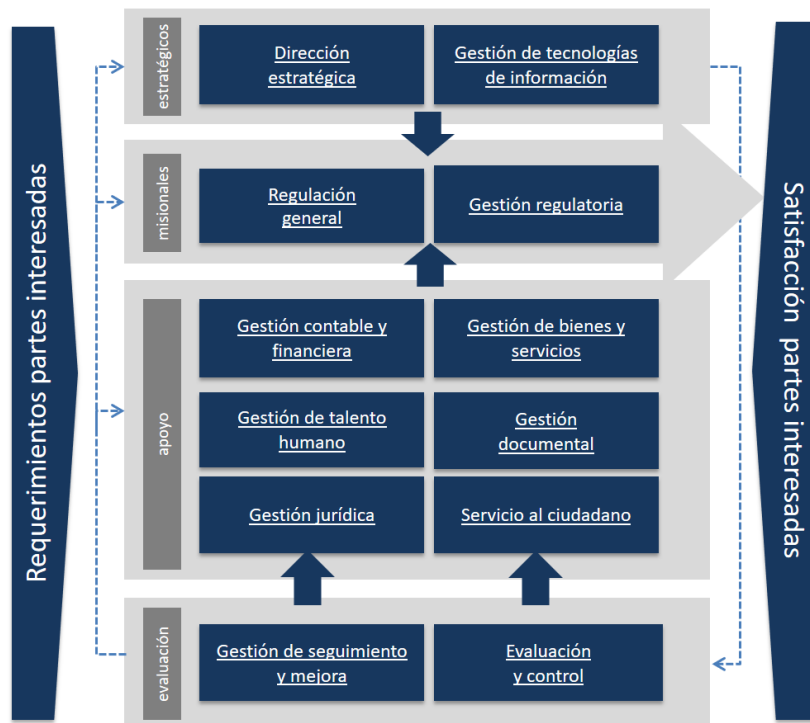 Requerimientos partes interesadas
estratégicos
Dirección
estratégica
Gestión de tecnologías
de información
misionales
Regulación
general
Gestión regulatoria
apoyo
Gestión contable y
financiera
Gestión de bienes y
servicios
Gestión de talento
humano
Gestión
documental
Gestión jurídica
Servicio al ciudadano
evaluación
Gestión de seguimiento
y mejora
Evaluación
y control
Satisfacción partes interesadas